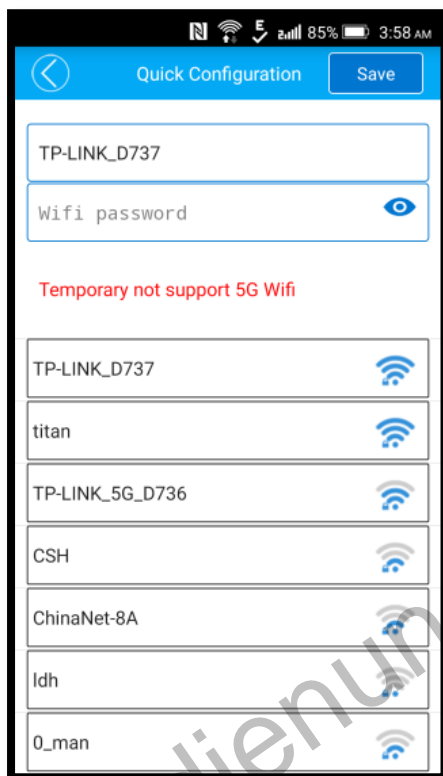 85% 3:58 AM
Quick Configuration Save
TP-LINK_D737
Wifi password
Temporary not support 5G Wifi
TP-LINK_D737
titan
TP-LINK_5G_D736
CSH
ChinaNet-8A
ldh
0_man